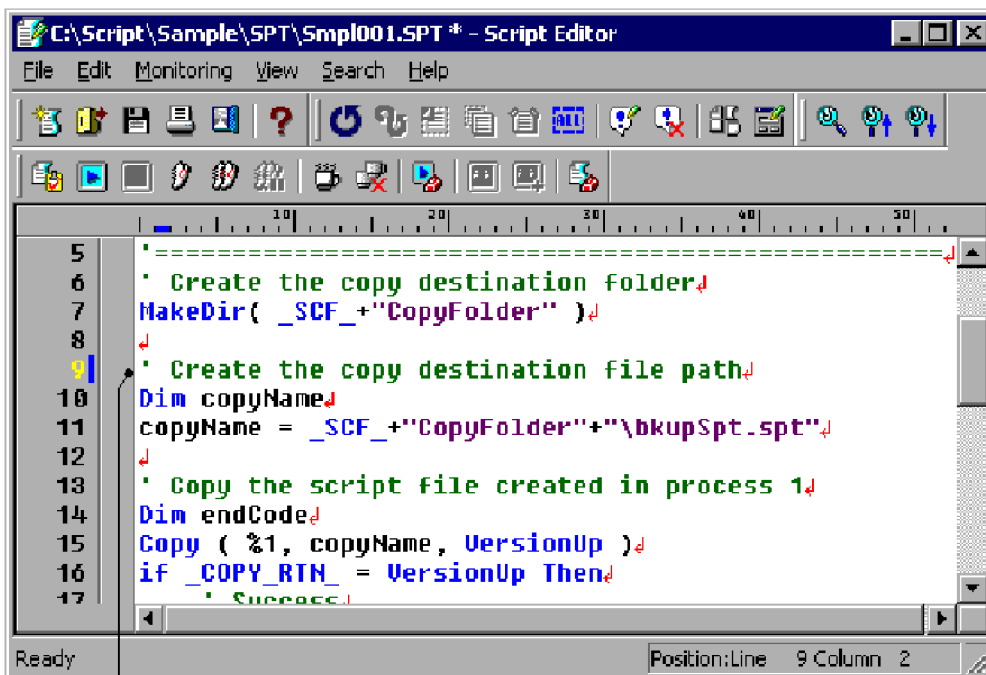 C:\Script\Sample\SPT\Smpl001.SPT * - Script Editor
File Edit Monitoring View Search Help
ALL
10 20 30 40 50
5 '===================================================
6 ' Create the copy destination folder
7 MakeDir( _SCF_+"CopyFolder" )
8
9 ' Create the copy destination file path
10 Dim copyName
11 copyName = _SCF_+"CopyFolder"+"\bkupSpt.spt"
12
13 ' Copy the script file created in process 1
14 Dim endCode
15 Copy ( %1, copyName, VersionUp )
16 if _COPY_RTN_ = VersionUp Then
17 ' Success
Ready Position:Line 9 Column 2